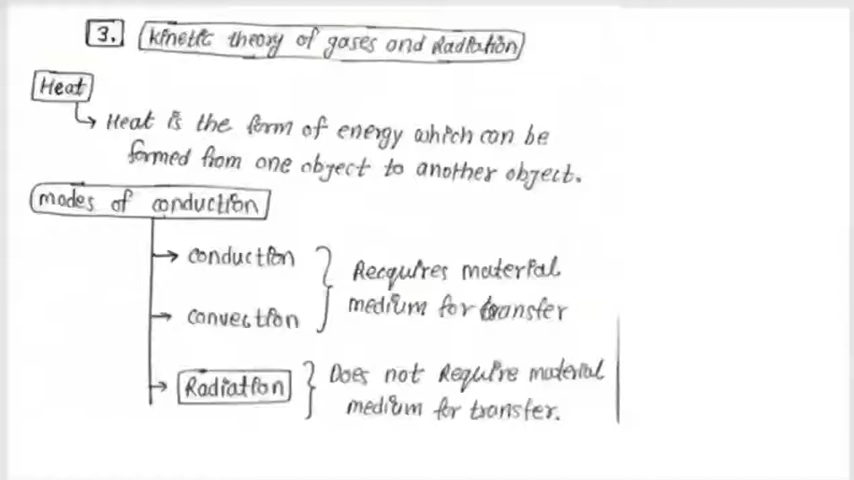 3. kinetic theory of gases and Radiation
Heat
Heat is the form of energy which can be
formed from one object to another object.
modes of conduction
conduction
Recquires material
medium for transfer
convection
Radiation
Does not Require material
medium for transfer.